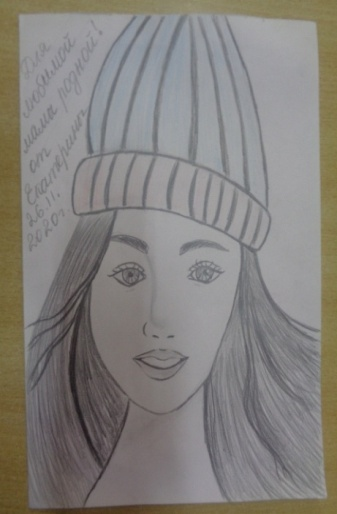 Для
любимой
мамы родной!
от
Екатерины
26.11.
2020г.